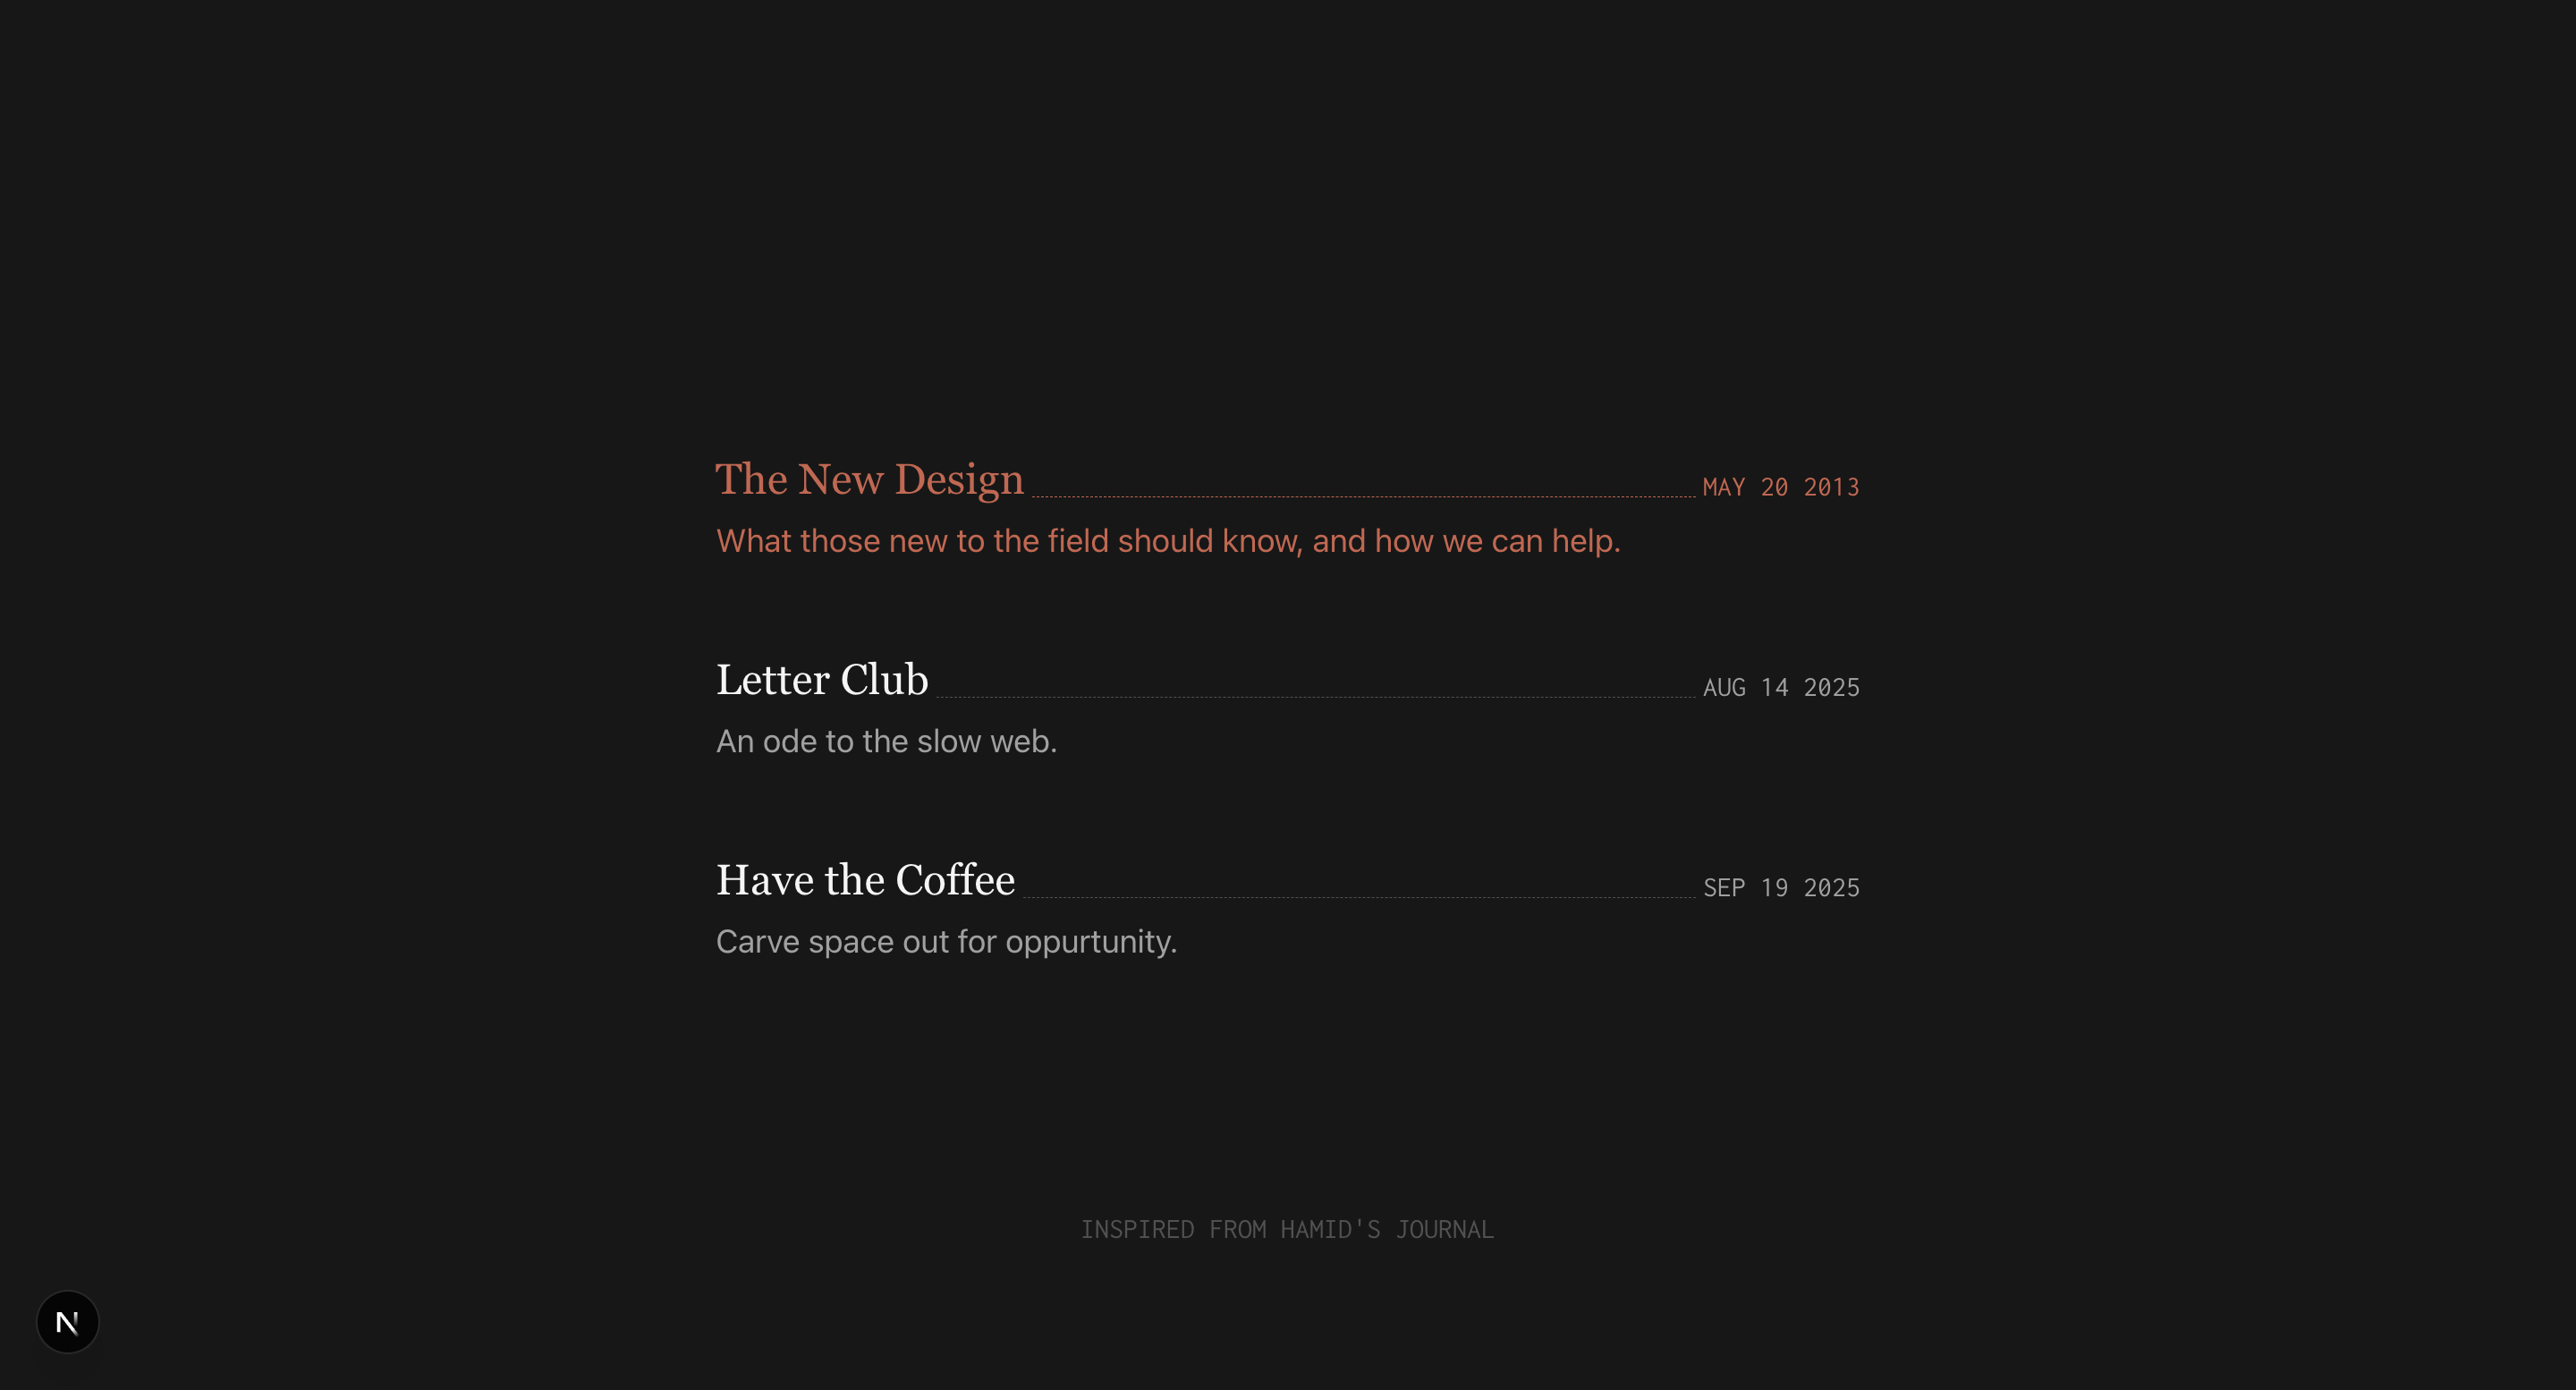 The New Design MAY 20 2013
What those new to the field should know, and how we can help.
Letter Club AUG 14 2025
An ode to the slow web.
Have the Coffee SEP 19 2025
Carve space out for oppurtunity.
INSPIRED FROM HAMID'S JOURNAL
N